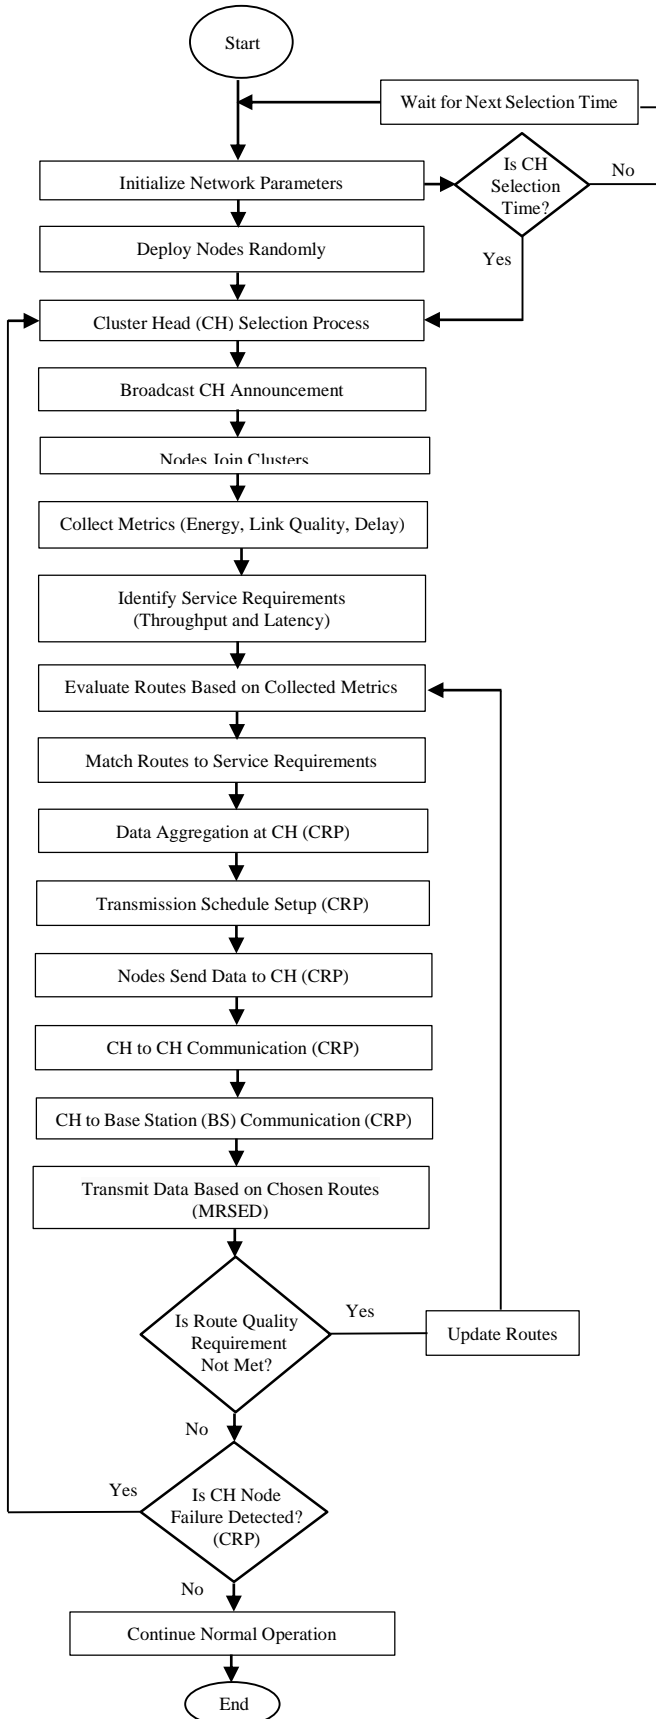 Start
Wait for Next Selection Time
Is CH
Selection
Time?
No
Initialize Network Parameters
Yes
Deploy Nodes Randomly
Cluster Head (CH) Selection Process
Broadcast CH Announcement
Nodes Join Clusters
Collect Metrics (Energy, Link Quality, Delay)
Identify Service Requirements
(Throughput and Latency)
Evaluate Routes Based on Collected Metrics
Match Routes to Service Requirements
Data Aggregation at CH (CRP)
Transmission Schedule Setup (CRP)
Nodes Send Data to CH (CRP)
CH to CH Communication (CRP)
CH to Base Station (BS) Communication (CRP)
Transmit Data Based on Chosen Routes
(MRSED)
Is Route Quality
Requirement
Not Met?
Yes
Update Routes
No
Yes
Is CH Node
Failure Detected?
(CRP)
No
Continue Normal Operation
End